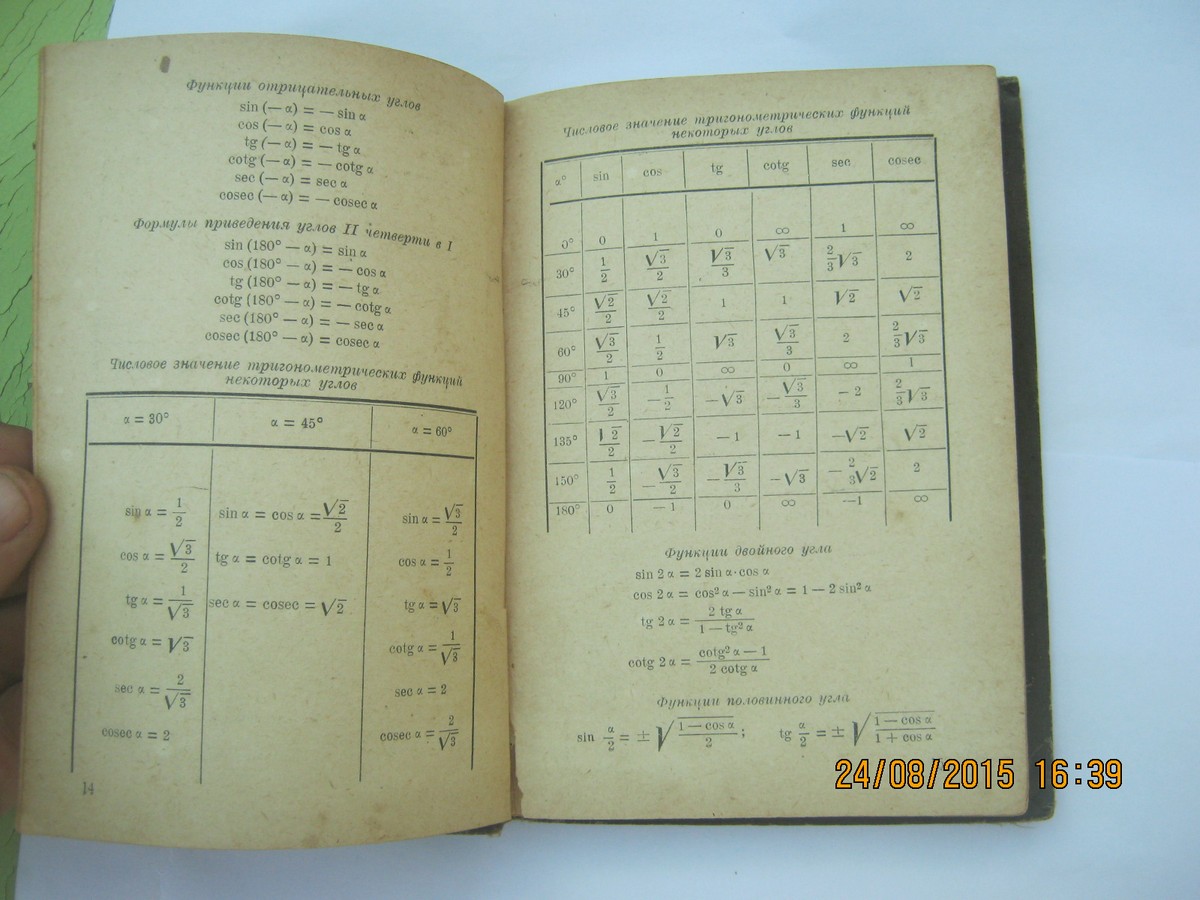 Функции отрицательных углов
sin (— α) = — sin α
cos (— α) = cos α
tg (— α) = — tg α
cotg (— α) = — cotg α
sec (— α) = sec α
cosec (— α) = — cosec α
Формулы приведения углов II четверти в I
sin (180° — α) = sin α
cos (180° — α) = — cos α
tg (180° — α) = — tg α
cotg (180° — α) = — cotg α
sec (180° — α) = — sec α
cosec (180° — α) = cosec α
Числовое значение тригонометрических функций
некоторых углов
α = 30° α = 45° α = 60°
sin α = 1/2 sin α = cos α = √2/2 sin α = √3/2
cos α = √3/2 tg α = cotg α = 1 cos α = 1/2
tg α = 1/√3 sec α = cosec = √2 tg α = √3
cotg α = √3 cotg α = 1/√3
sec α = 2/√3 sec α = 2
cosec α = 2 cosec α = 2/√3
14
Числовое значение тригонометрических функций
некоторых углов
α° sin cos tg cotg sec cosec
0° 0 1 0 ∞ 1 ∞
30° 1/2 √3/2 √3/3 √3 2/3√3 2
45° √2/2 √2/2 1 1 √2 √2
60° √3/2 1/2 √3 √3/3 2 2/3√3
90° 1 0 ∞ 0 ∞ 1
120° √3/2 —1/2 —√3 —√3/3 — 2 2/3√3
135° √2/2 —√2/2 — 1 — 1 —√2 √2
150° 1/2 —√3/2 —√3/3 —√3 —2/3√2 2
180° 0 — 1 0 ∞ —1 ∞
Функции двойного угла
sin 2 α = 2 sin α·cos α
cos 2 α = cos² α — sin² α = 1 — 2 sin² α
tg 2 α = 2 tg α / 1 — tg² α
cotg 2 α = cotg² α — 1 / 2 cotg α
Функции половинного угла
sin α/2 = ± √1 — cos α / 2 ; tg α/2 = ± √1 — cos α / 1 + cos α
24/08/2015 16:39